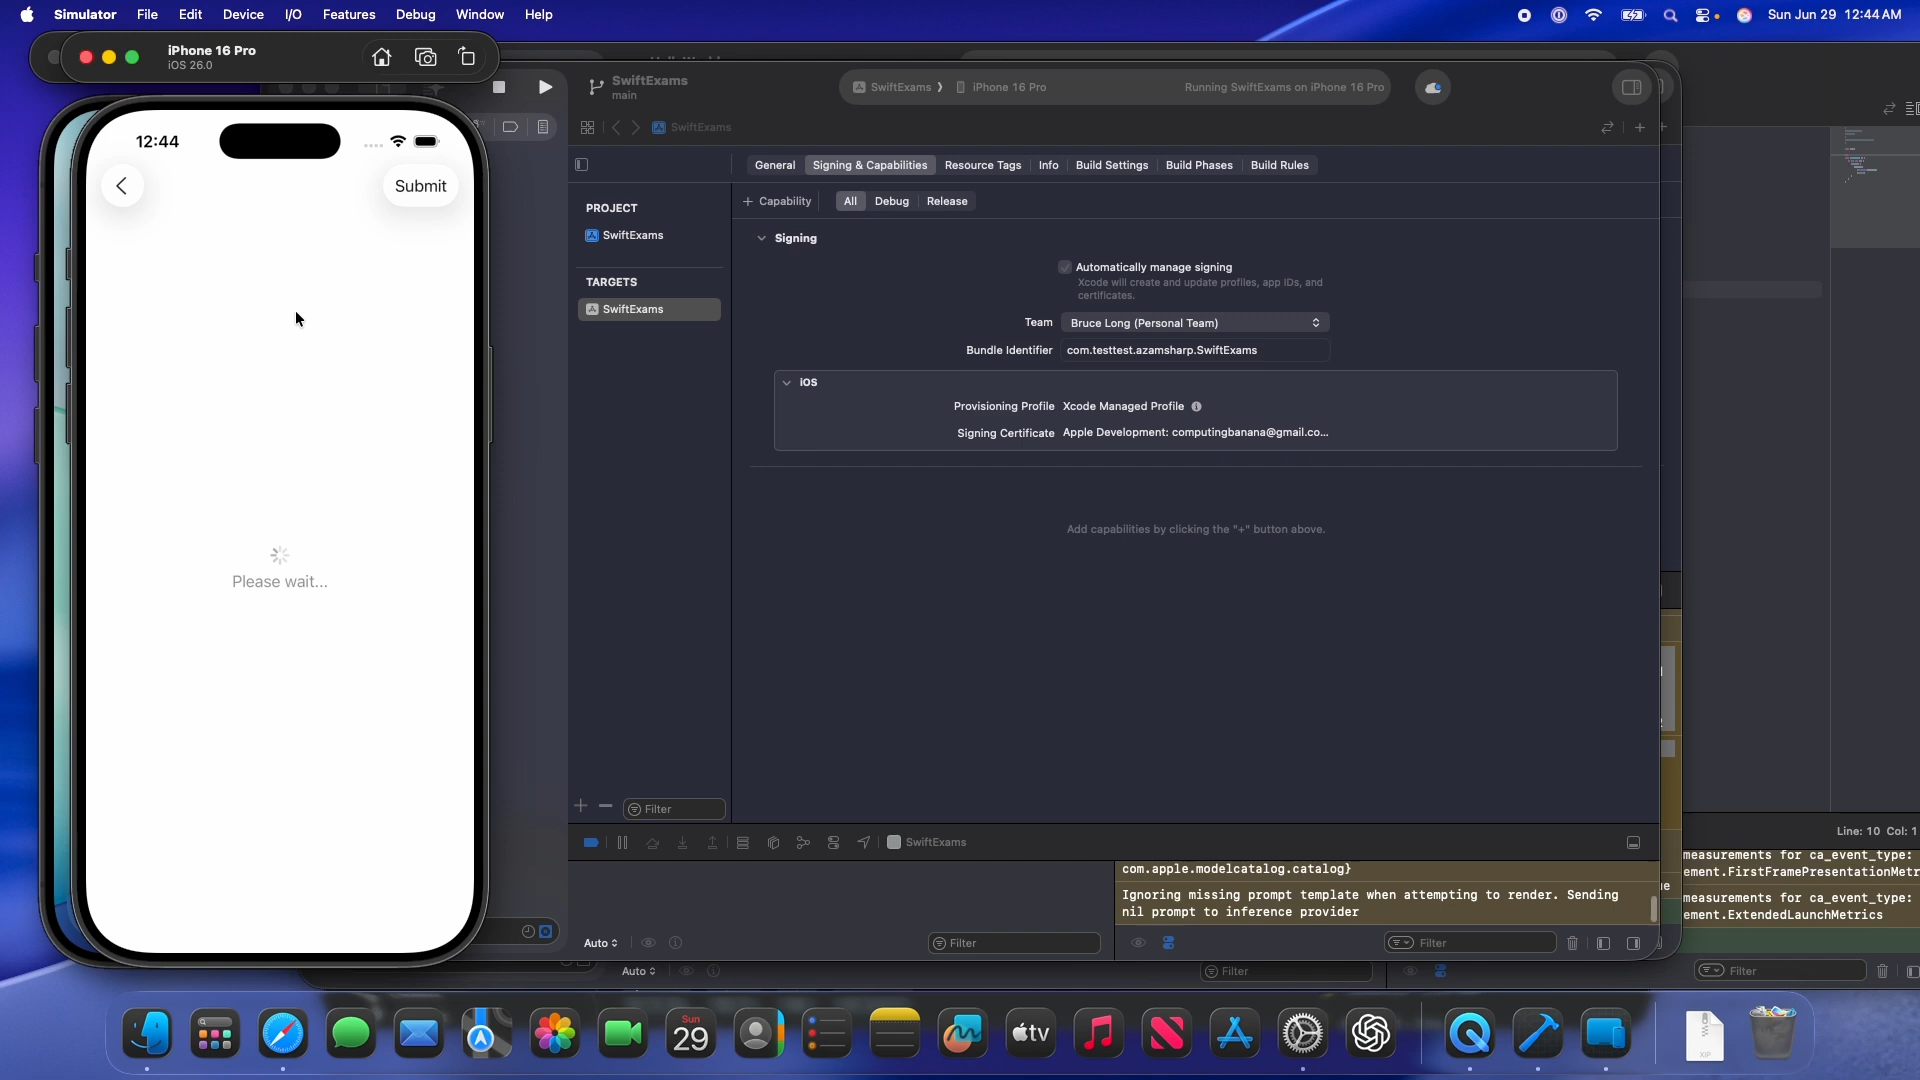 Simulator File Edit Device I/O Features Debug Window Help
Sun Jun 29 12:44 AM
iPhone 16 Pro
iOS 26.0
12:44
Submit
Please wait...
SwiftExams
main
SwiftExams
iPhone 16 Pro
Running SwiftExams on iPhone 16 Pro
SwiftExams
General Signing & Capabilities Resource Tags Info Build Settings Build Phases Build Rules
+ Capability
All Debug Release
PROJECT
SwiftExams
TARGETS
SwiftExams
Signing
Automatically manage signing
Xcode will create and update profiles, app IDs, and
certificates.
Team Bruce Long (Personal Team)
Bundle Identifier com.testtest.azamsharp.SwiftExams
iOS
Provisioning Profile Xcode Managed Profile
Signing Certificate Apple Development: computingbanana@gmail.co...
Add capabilities by clicking the "+" button above.
Filter
SwiftExams
com.apple.modelcatalog.catalog}
Ignoring missing prompt template when attempting to render. Sending
nil prompt to inference provider
Auto
Filter
Filter
Line: 10 Col: 1
measurements for ca_event_type:
ement.FirstFramePresentationMetr
measurements for ca_event_type:
ement.ExtendedLaunchMetrics
Auto
Filter
Filter
Sun
29
tv
XIP